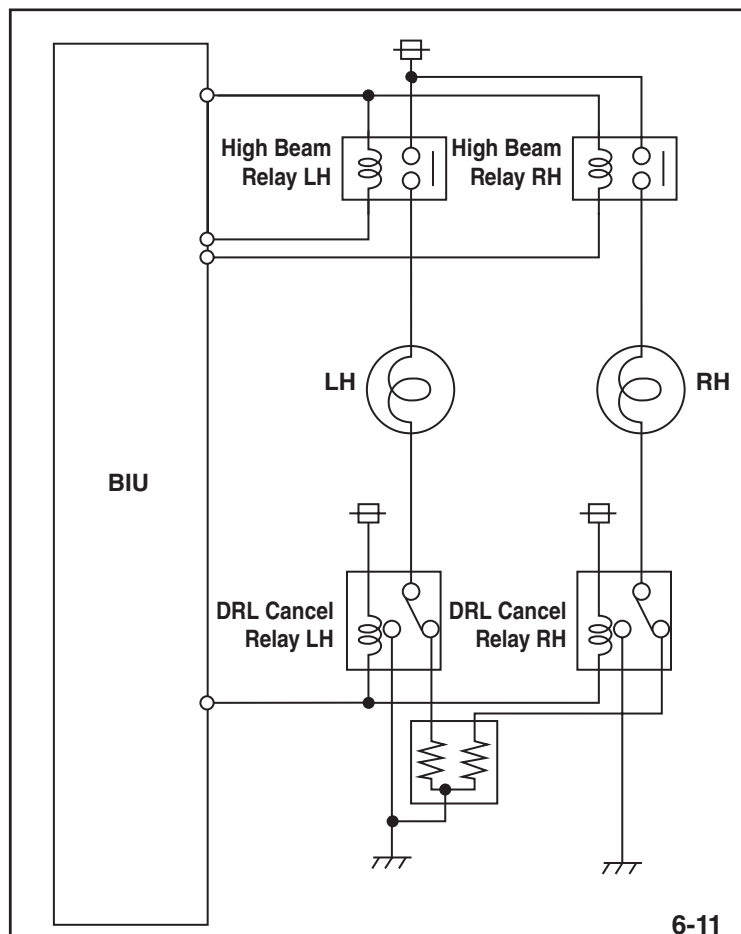 High Beam
Relay LH
High Beam
Relay RH
LH
RH
BIU
DRL Cancel
Relay LH
DRL Cancel
Relay RH
6-11